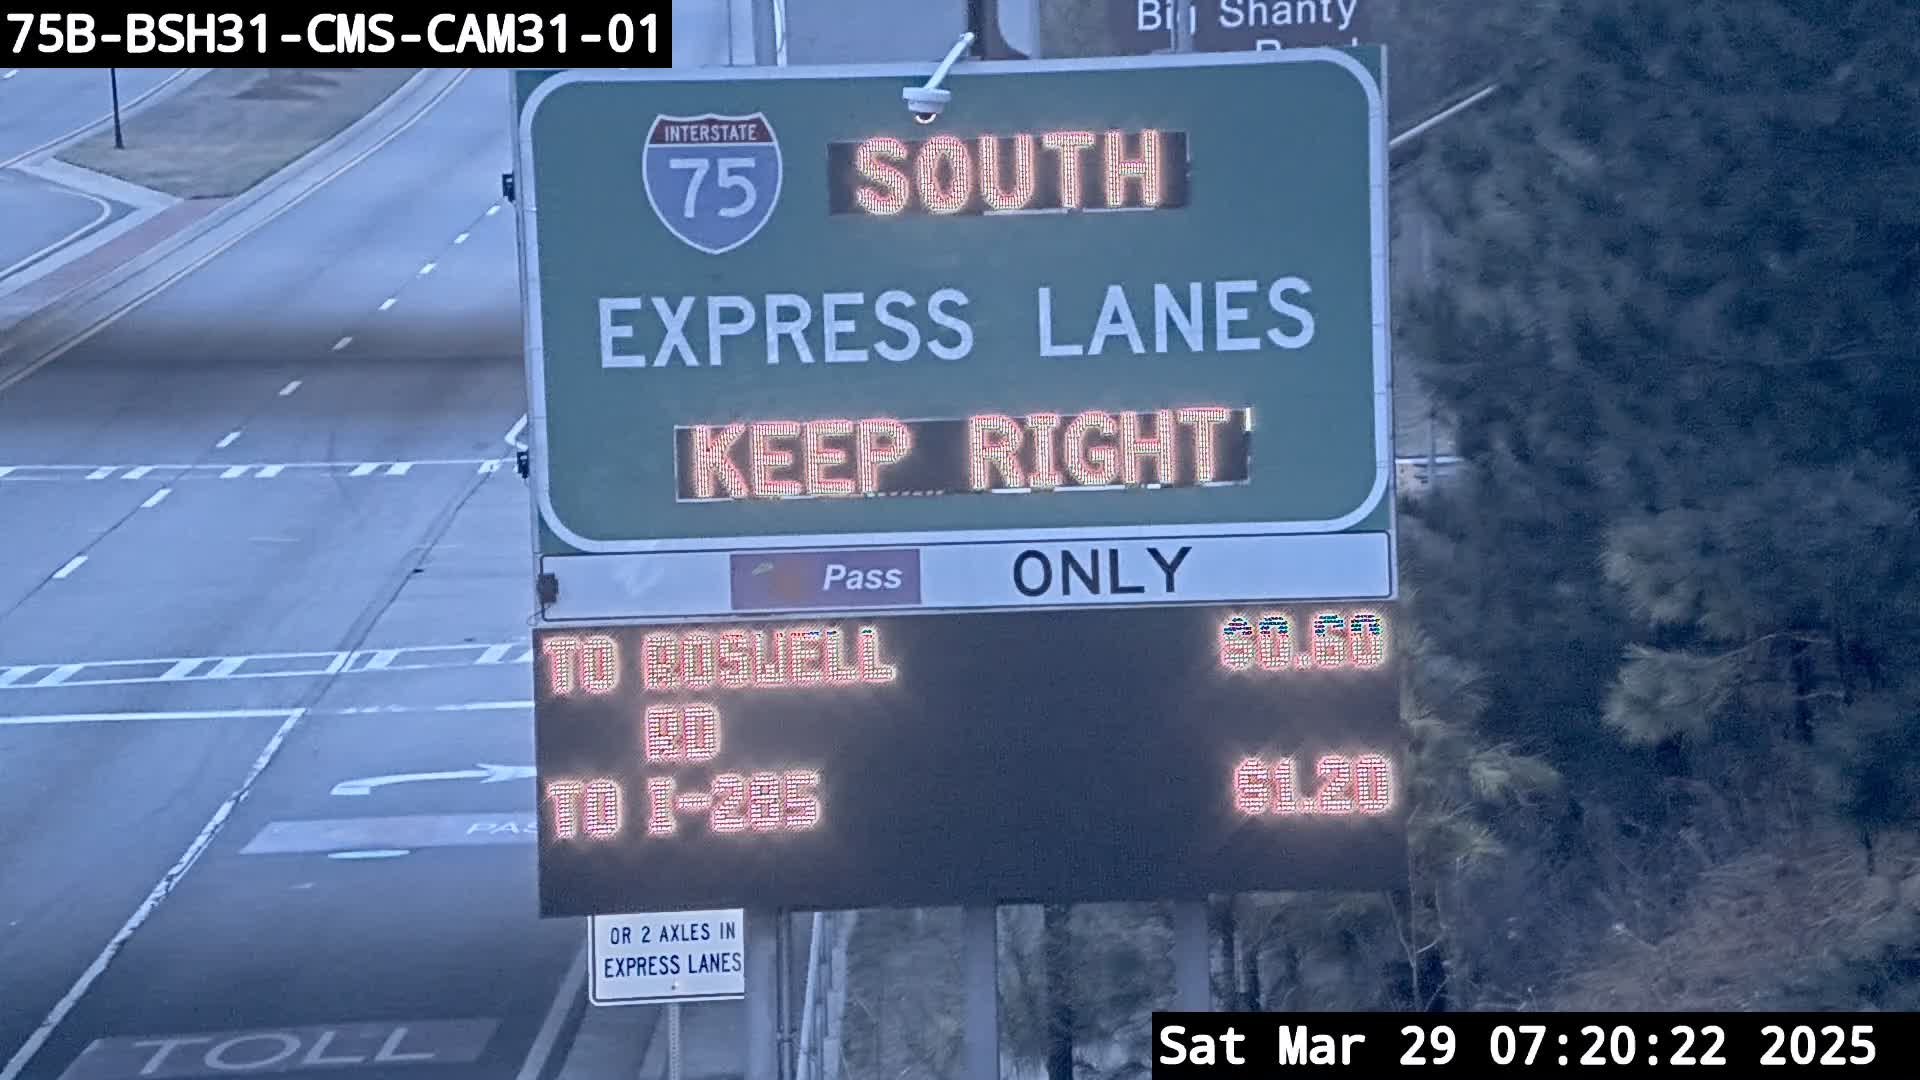 75B-BSH31-CMS-CAM31-01
Big Shanty
INTERSTATE
75
SOUTH
EXPRESS LANES
KEEP RIGHT
Pass ONLY
TO ROSWELL $0.60
RD
TO I-285 $1.20
OR 2 AXLES IN
EXPRESS LANES
TOLL
Sat Mar 29 07:20:22 2025